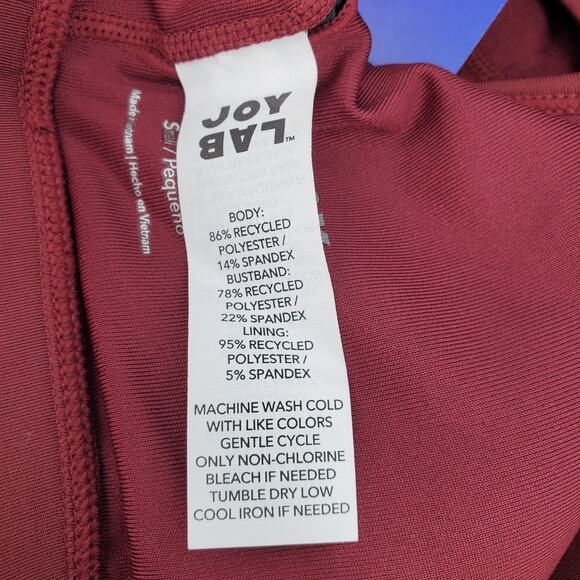 JOY
LAB™
BODY:
86% RECYCLED
POLYESTER /
14% SPANDEX
BUSTBAND:
78% RECYCLED
POLYESTER /
22% SPANDEX
LINING:
95% RECYCLED
POLYESTER /
5% SPANDEX
MACHINE WASH COLD
WITH LIKE COLORS
GENTLE CYCLE
ONLY NON-CHLORINE
BLEACH IF NEEDED
TUMBLE DRY LOW
COOL IRON IF NEEDED
/ Pequeño
Made | Hecho en Vietnam